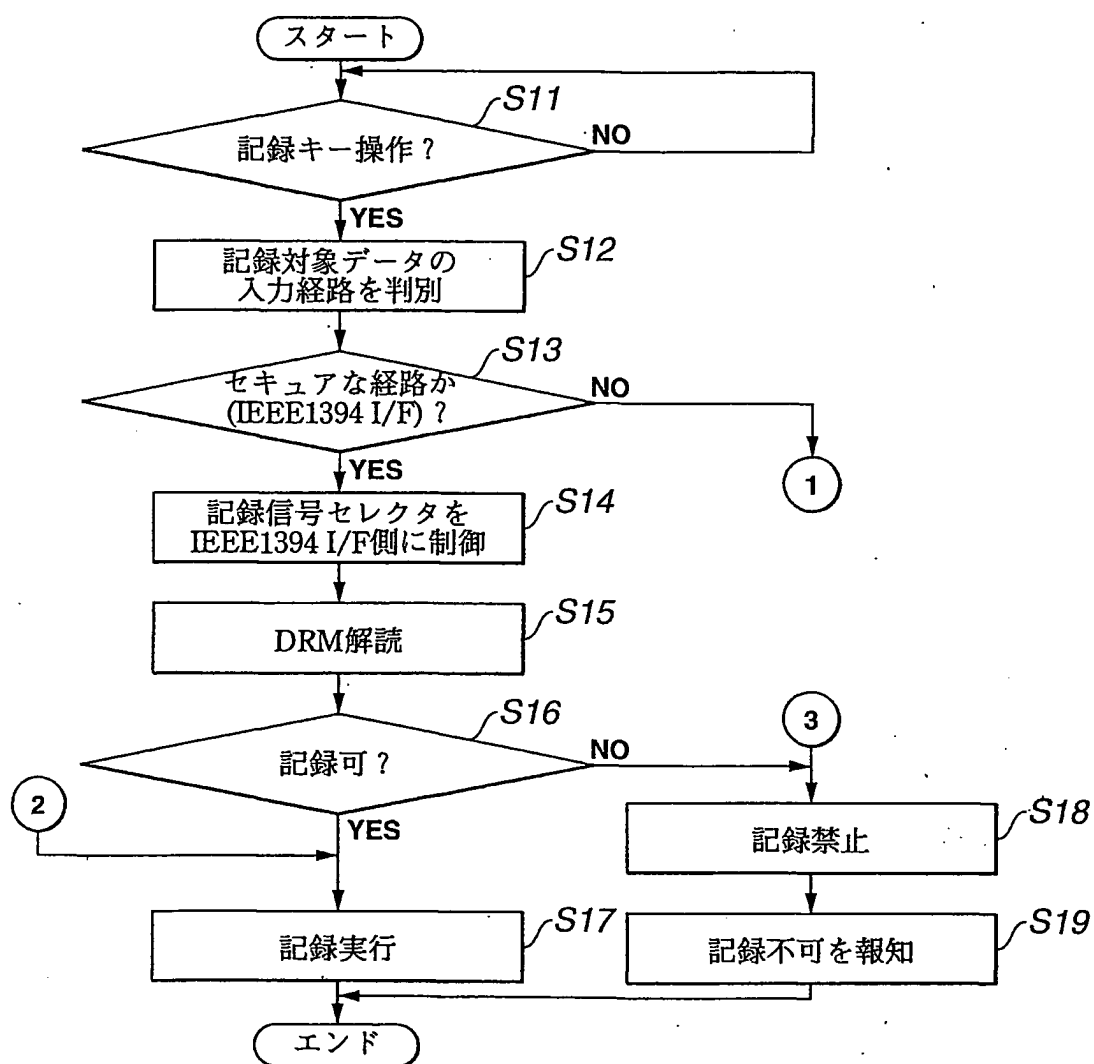 スタート
S11
記録キー操作？
NO
YES
S12
記録対象データの
入力経路を判別
S13
セキュアな経路か
(IEEE1394 I/F)？
NO
YES
1
S14
記録信号セレクタを
IEEE1394 I/F側に制御
S15
DRM解読
S16
記録可？
NO
3
2
YES
S18
記録禁止
S17
記録実行
S19
記録不可を報知
エンド